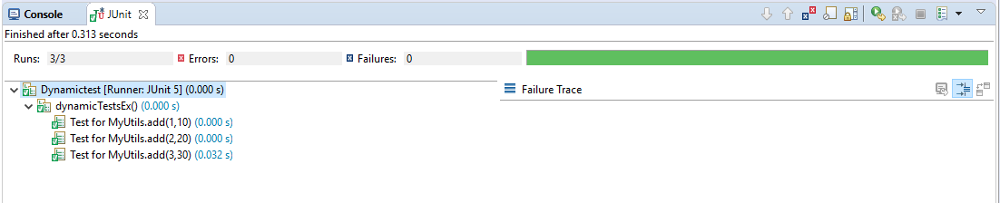 Console JUnit
Finished after 0.313 seconds
Runs: 3/3 Errors: 0 Failures: 0
Dynamictest [Runner: JUnit 5] (0.000 s)
Failure Trace
dynamicTestsEx() (0.000 s)
Test for MyUtils.add(1,10) (0.000 s)
Test for MyUtils.add(2,20) (0.000 s)
Test for MyUtils.add(3,30) (0.032 s)